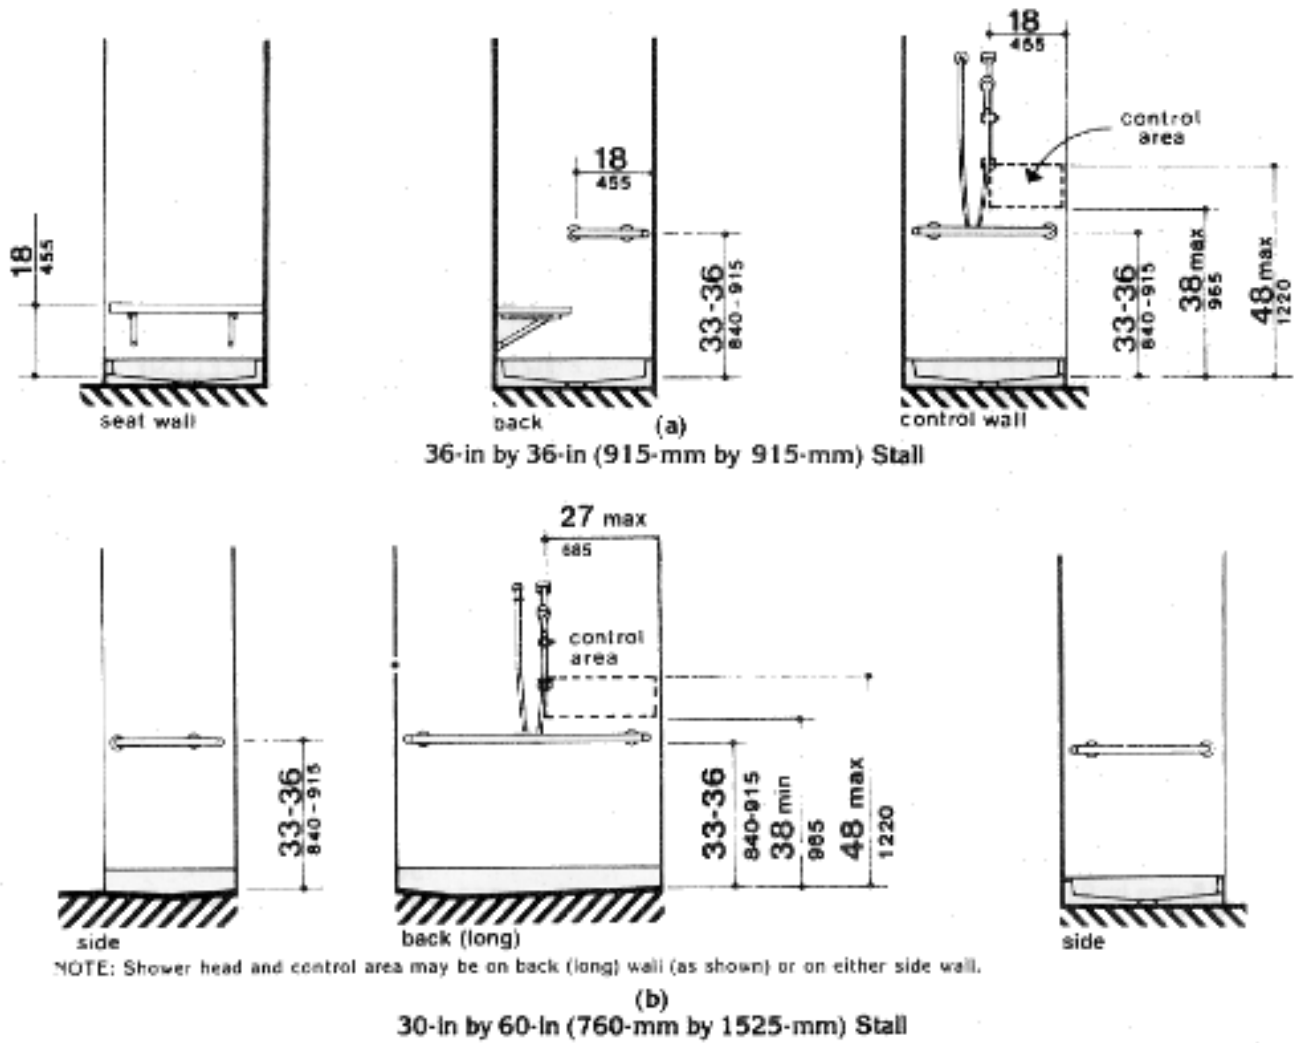 18
455
seat wall
18
455
33-36
840-915
back
18
455
control
area
33-36
840-915
38 max
965
48 max
1220
control wall
(a)
36-in by 36-in (915-mm by 915-mm) Stall
33-36
840-915
side
27 max
685
control
area
33-36
840-915
38 min
965
48 max
1220
back (long)
side
NOTE: Shower head and control area may be on back (long) wall (as shown) or on either side wall.
(b)
30-in by 60-in (760-mm by 1525-mm) Stall